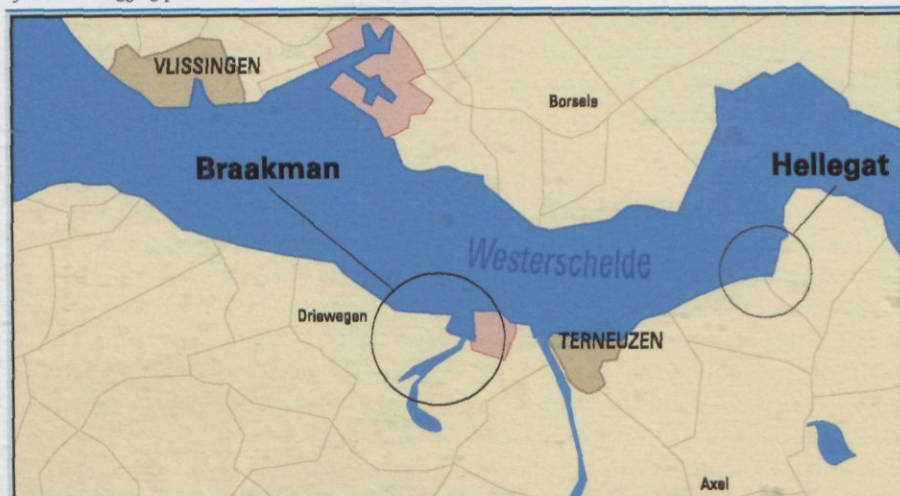 VLISSINGEN
Borsele
Braakman
Hellegat
Westerschelde
Driewegen
TERNEUZEN
Axel